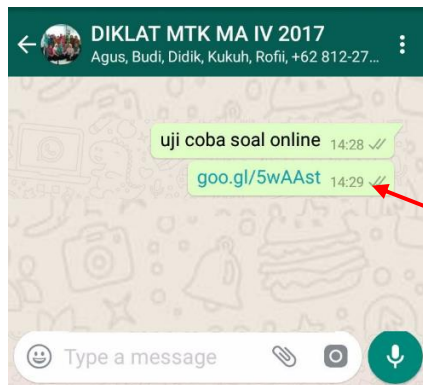 DIKLAT MTK MA IV 2017
Agus, Budi, Didik, Kukuh, Rofii, +62 812-27...
uji coba soal online 14:28
goo.gl/5wAAst 14:29
Type a message